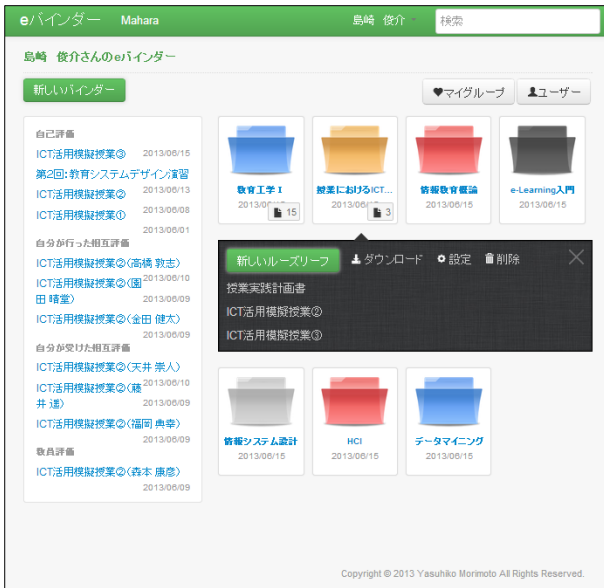 eバインダー Mahara 島崎 俊介 検索
島崎 俊介さんのeバインダー
新しいバインダー マイグループ ユーザー
自己評価
ICT活用模擬授業③ 2013/06/15
第2回:教育システムデザイン演習
2013/06/13
ICT活用模擬授業②
ICT活用模擬授業① 2013/06/08
2013/06/01
自分が行った相互評価
ICT活用模擬授業②(高橋 敦志)
2013/06/10
ICT活用模擬授業②(園
田 晴堂) 2013/06/09
ICT活用模擬授業②(金田 健太)
2013/06/09
自分が受けた相互評価
ICT活用模擬授業②(天井 崇人)
2013/06/10
ICT活用模擬授業②(藤
井 遥) 2013/06/09
ICT活用模擬授業②(福岡 典幸)
2013/06/09
教員評価
ICT活用模擬授業②(森本 康彦)
2013/06/09
教育工学Ⅰ
15
授業におけるICT...
3
情報教育概論
2013/06/15
e-Learning入門
2013/06/15
新しいルーズリーフ ダウンロード 設定 削除
授業実践計画書
ICT活用模擬授業②
ICT活用模擬授業③
情報システム設計
2013/06/15
HCI
2013/06/15
データマイニング
2013/06/15
Copyright © 2013 Yasuhiko Morimoto All Rights Reserved.